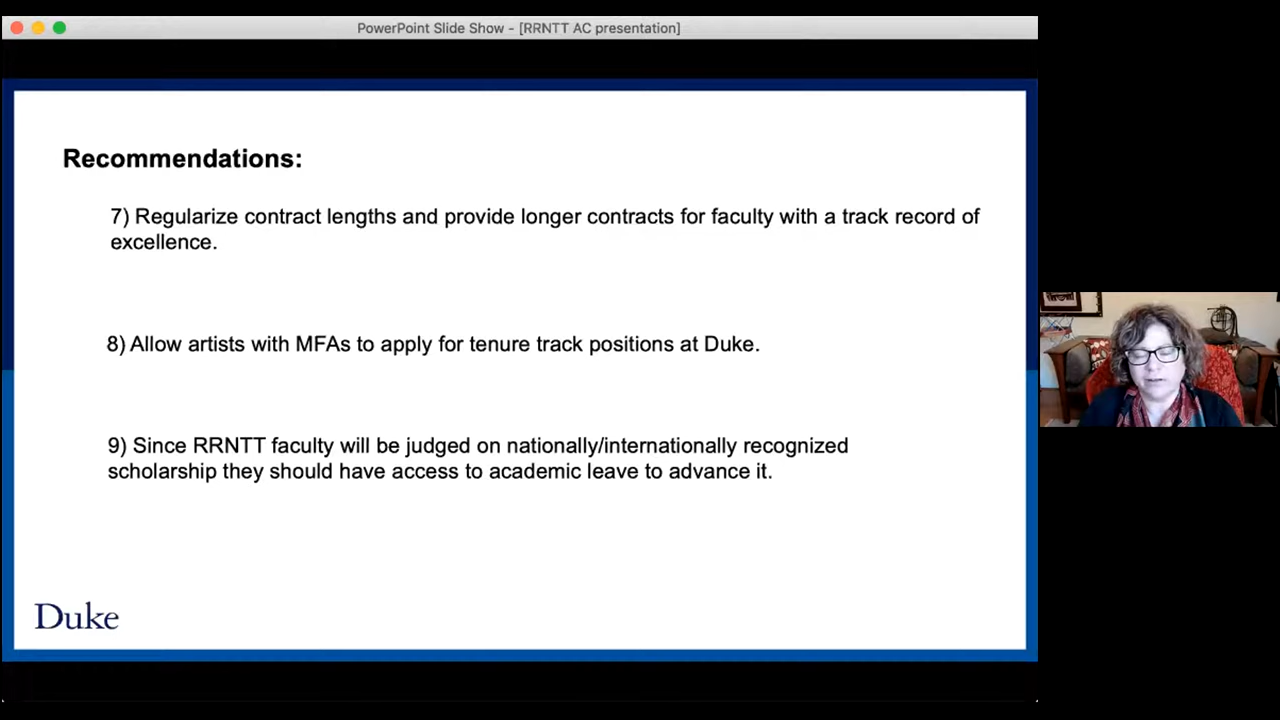 PowerPoint Slide Show - [RRNTT AC presentation]
Recommendations:
7) Regularize contract lengths and provide longer contracts for faculty with a track record of
excellence.
8) Allow artists with MFAs to apply for tenure track positions at Duke.
9) Since RRNTT faculty will be judged on nationally/internationally recognized
scholarship they should have access to academic leave to advance it.
Duke